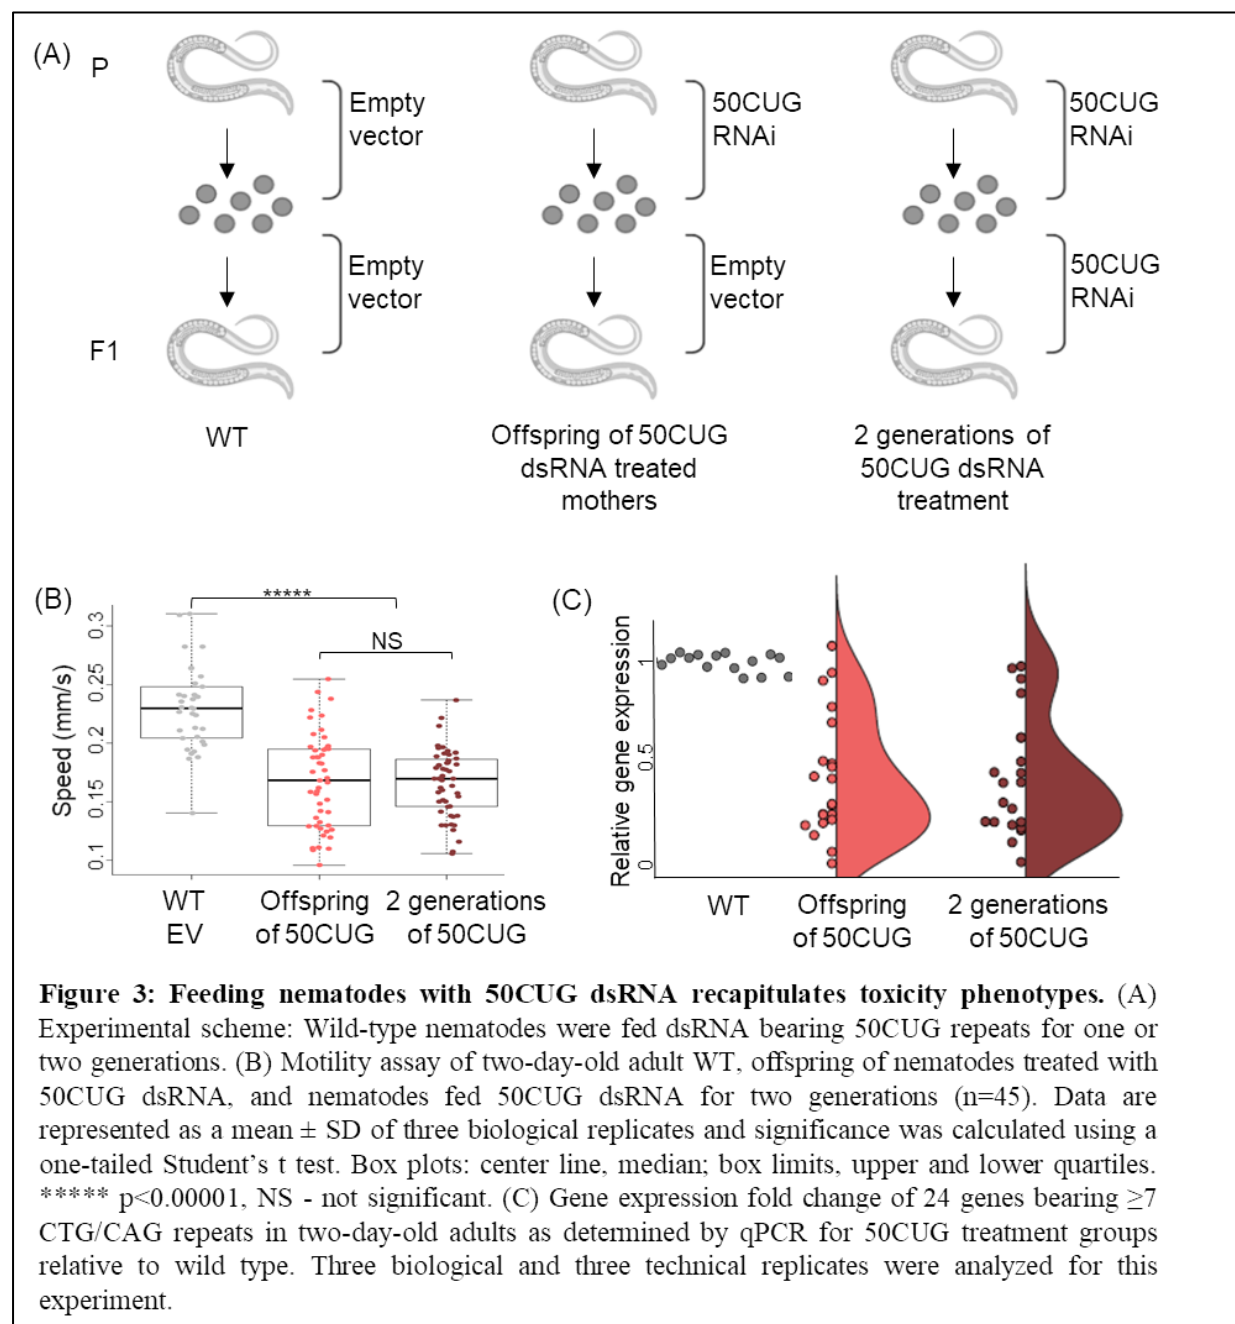 (A)
P
Empty
vector
50CUG
RNAi
50CUG
RNAi
Empty
vector
Empty
vector
50CUG
RNAi
F1
WT
Offspring of 50CUG
dsRNA treated
mothers
2 generations of
50CUG dsRNA
treatment
(B)
*****
NS
Speed (mm/s)
0.3
0.25
0.2
0.15
0.1
WT
EV
Offspring
of 50CUG
2 generations
of 50CUG
(C)
Relative gene expression
1
0.5
0
WT
Offspring
of 50CUG
2 generations
of 50CUG
Figure 3: Feeding nematodes with 50CUG dsRNA recapitulates toxicity phenotypes. (A)
Experimental scheme: Wild-type nematodes were fed dsRNA bearing 50CUG repeats for one or
two generations. (B) Motility assay of two-day-old adult WT, offspring of nematodes treated with
50CUG dsRNA, and nematodes fed 50CUG dsRNA for two generations (n=45). Data are
represented as a mean ± SD of three biological replicates and significance was calculated using a
one-tailed Student’s t test. Box plots: center line, median; box limits, upper and lower quartiles.
***** p<0.00001, NS - not significant. (C) Gene expression fold change of 24 genes bearing ≥7
CTG/CAG repeats in two-day-old adults as determined by qPCR for 50CUG treatment groups
relative to wild type. Three biological and three technical replicates were analyzed for this
experiment.